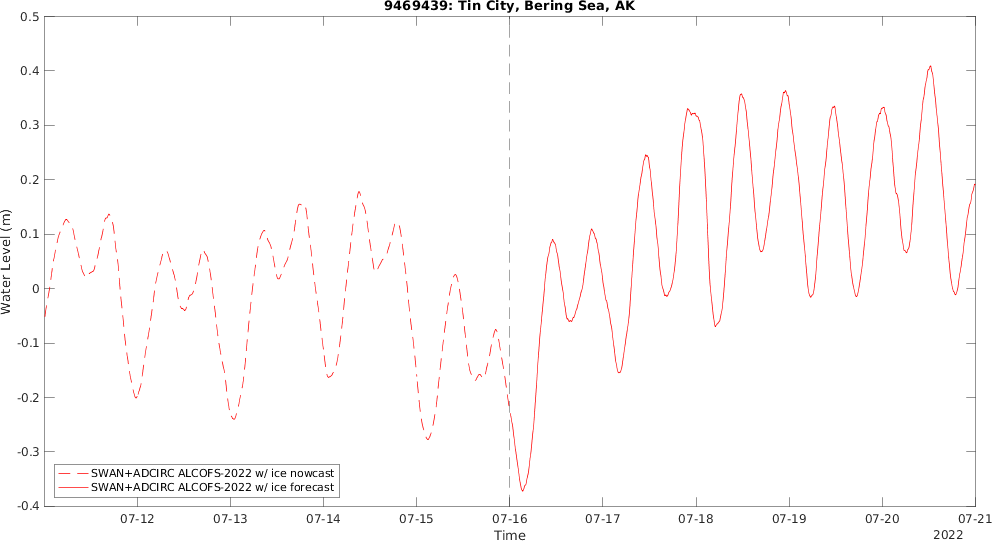 9469439: Tin City, Bering Sea, AK
Water Level (m)
0.5
0.4
0.3
0.2
0.1
0
-0.1
-0.2
-0.3
-0.4
SWAN+ADCIRC ALCOFS-2022 w/ ice nowcast
SWAN+ADCIRC ALCOFS-2022 w/ ice forecast
07-12 07-13 07-14 07-15 07-16 07-17 07-18 07-19 07-20 07-21
Time
2022